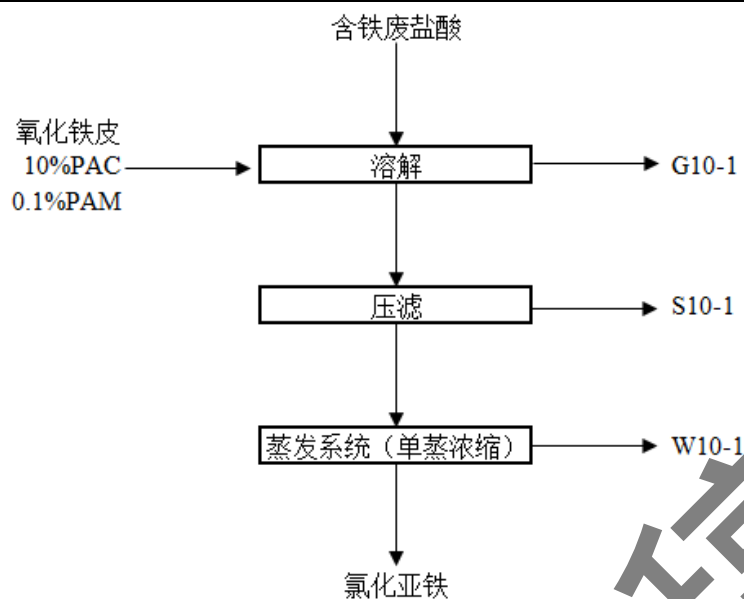 含铁废盐酸
氧化铁皮
10%PAC
0.1%PAM
溶解
G10-1
压滤
S10-1
蒸发系统（单蒸浓缩）
W10-1
氯化亚铁